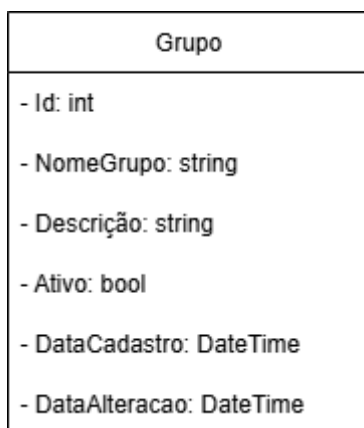 Grupo
- Id: int
- NomeGrupo: string
- Descrição: string
- Ativo: bool
- DataCadastro: DateTime
- DataAlteracao: DateTime